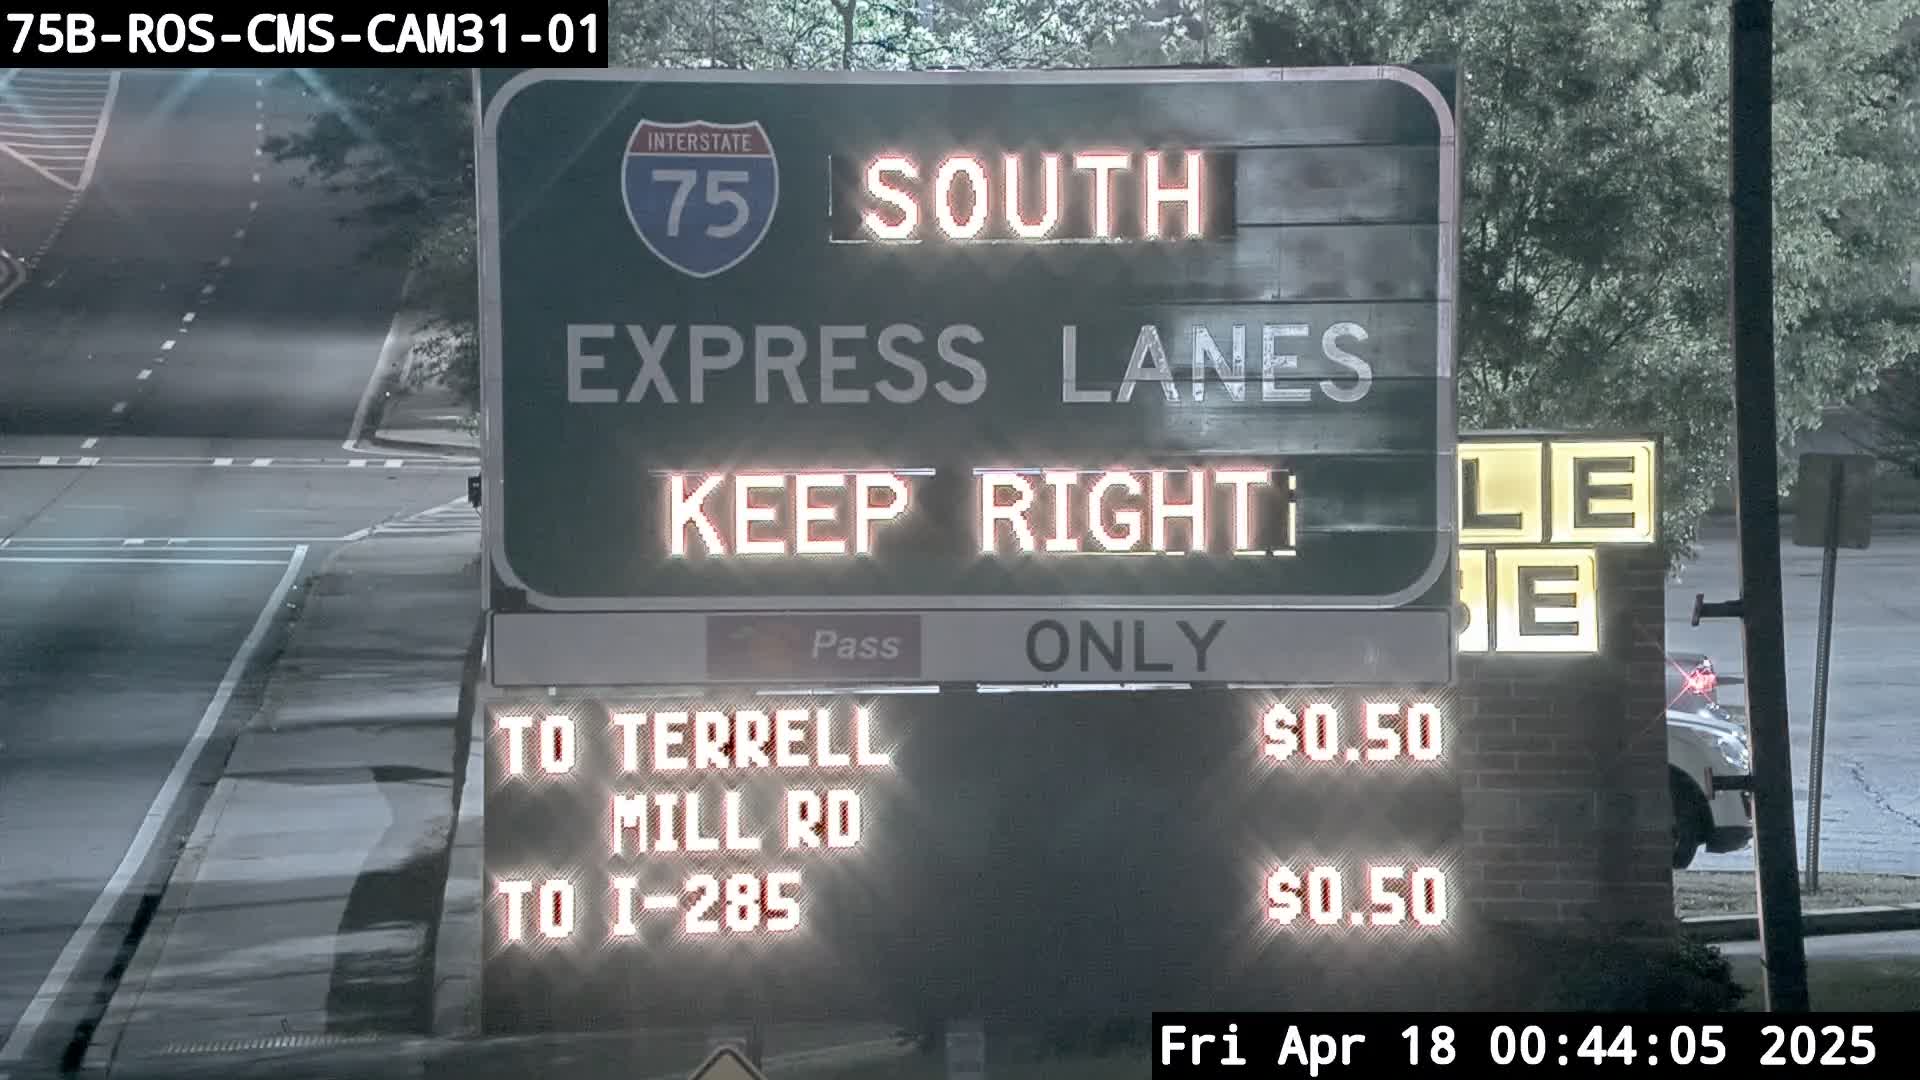 75B-ROS-CMS-CAM31-01
INTERSTATE
75
SOUTH
EXPRESS LANES
KEEP RIGHT
Pass ONLY
LE
E
TO TERRELL $0.50
MILL RD
TO I-285 $0.50
Fri Apr 18 00:44:05 2025